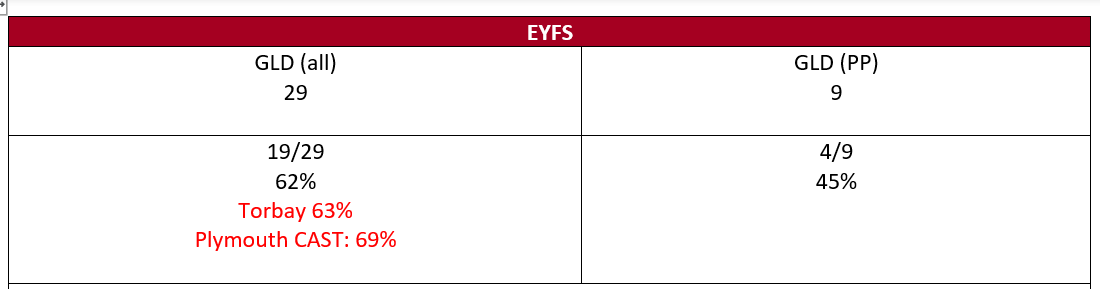 EYFS
GLD (all)
29
GLD (PP)
9
19/29
62%
Torbay 63%
Plymouth CAST: 69%
4/9
45%